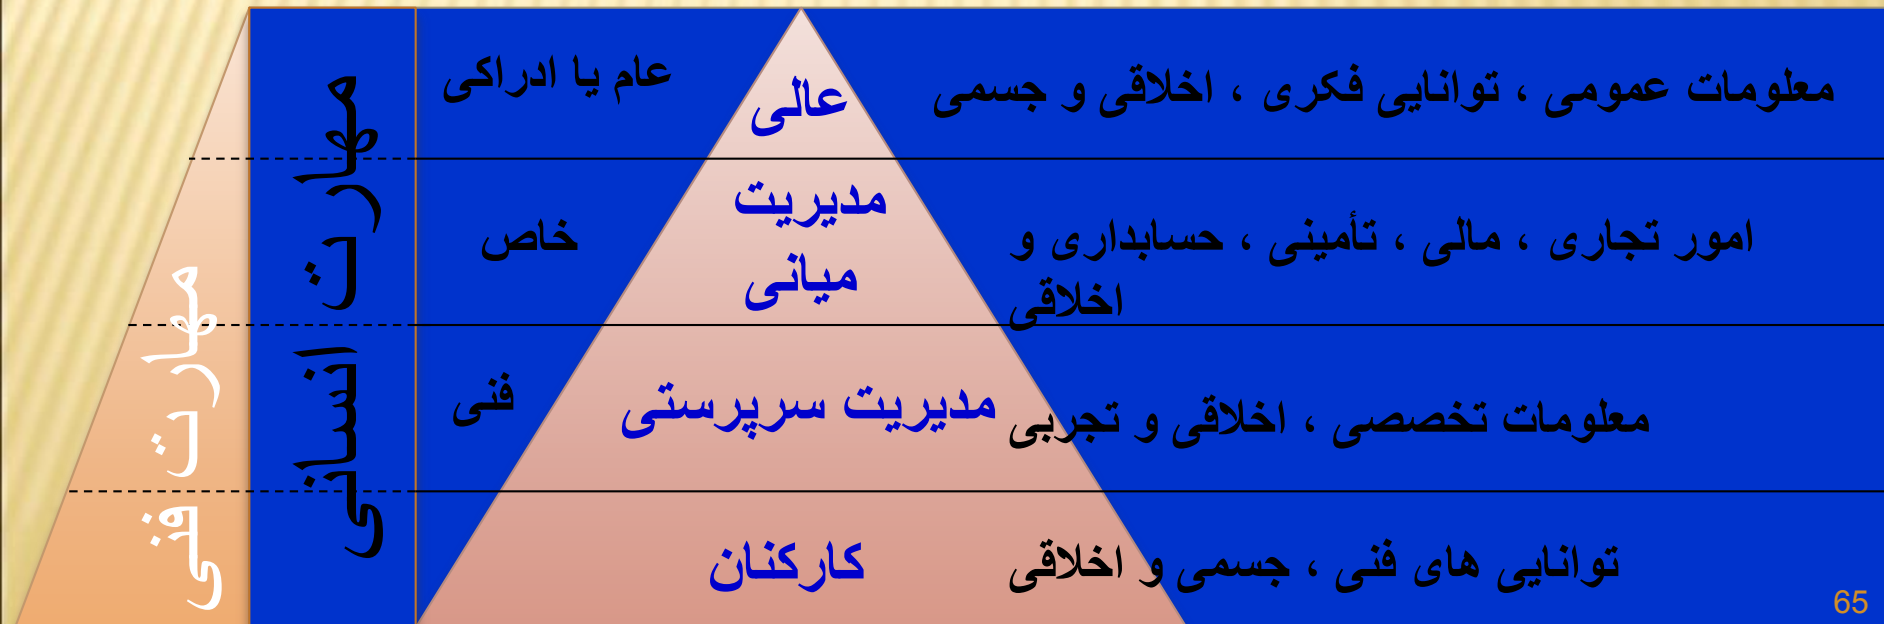 معلومات عمومی ، توانایی فکری ، اخلاقی و جسمی
عالی
عام یا ادراکی
امور تجاری ، مالی ، تأمینی ، حسابداری و
اخلاقی
مدیریت
میانی
خاص
معلومات تخصصی ، اخلاقی و تجربی
مدیریت سرپرستی
فنی
توانایی های فنی ، جسمی و اخلاقی
کارکنان
مهارت انسانی
مهارت فنی
65